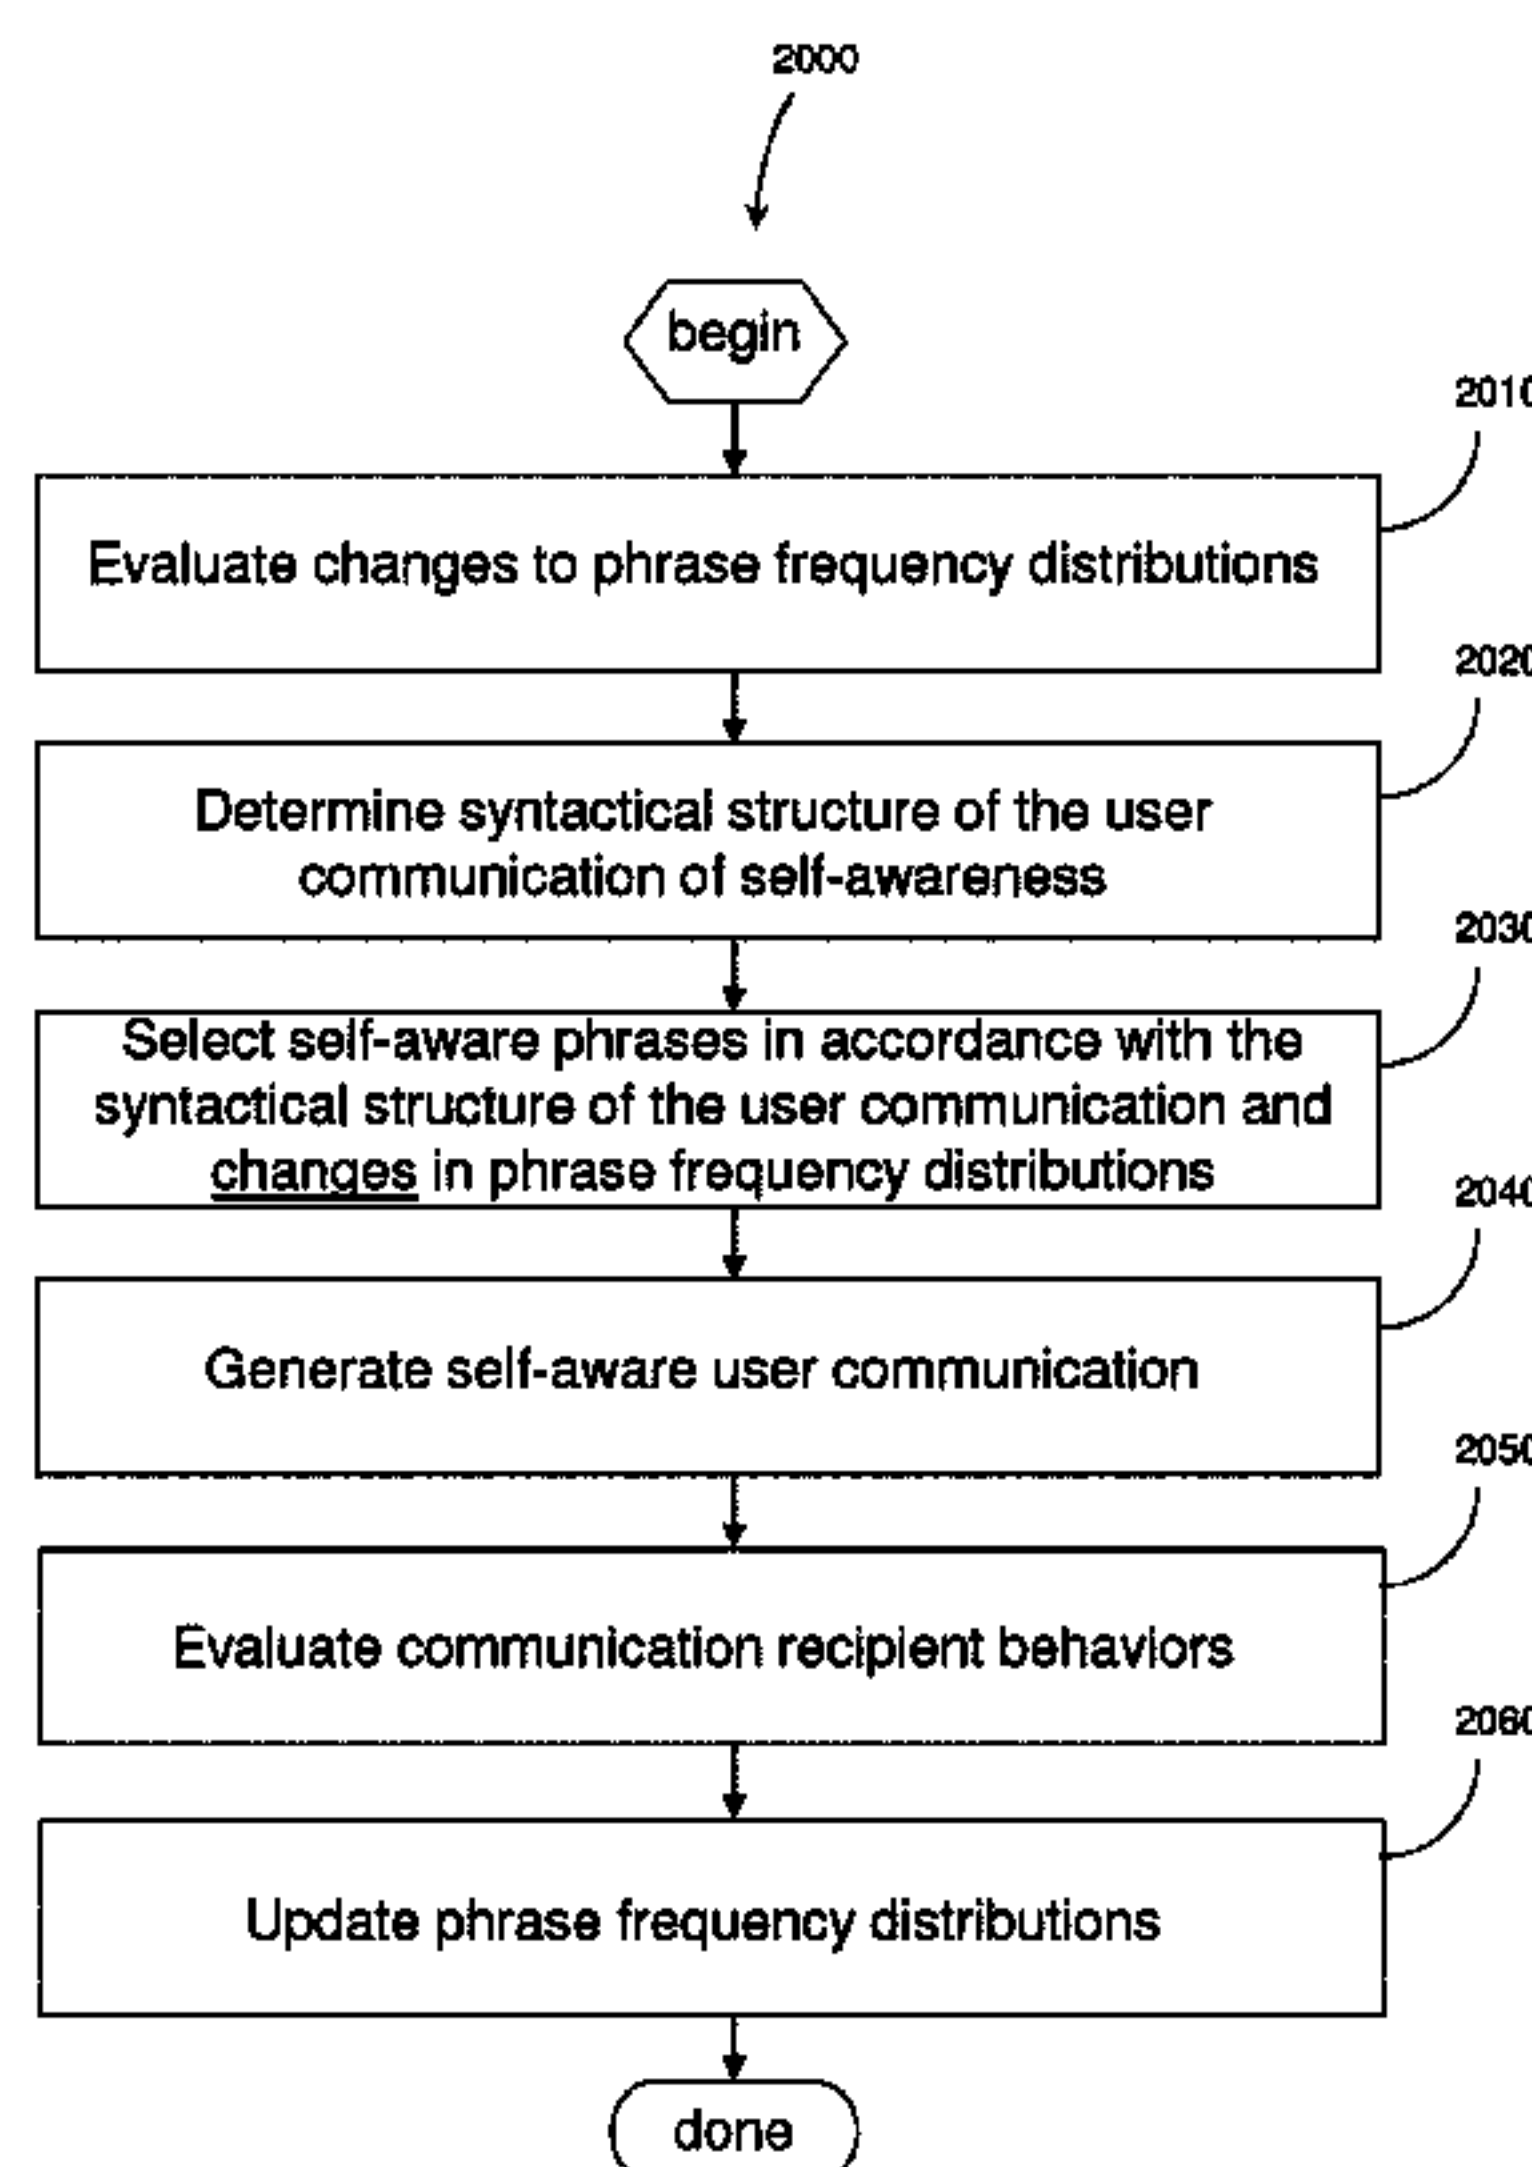 2000
begin
2010
Evaluate changes to phrase frequency distributions
2020
Determine syntactical structure of the user
communication of self-awareness
2030
Select self-aware phrases in accordance with the
syntactical structure of the user communication and
changes in phrase frequency distributions
2040
Generate self-aware user communication
2050
Evaluate communication recipient behaviors
2060
Update phrase frequency distributions
done